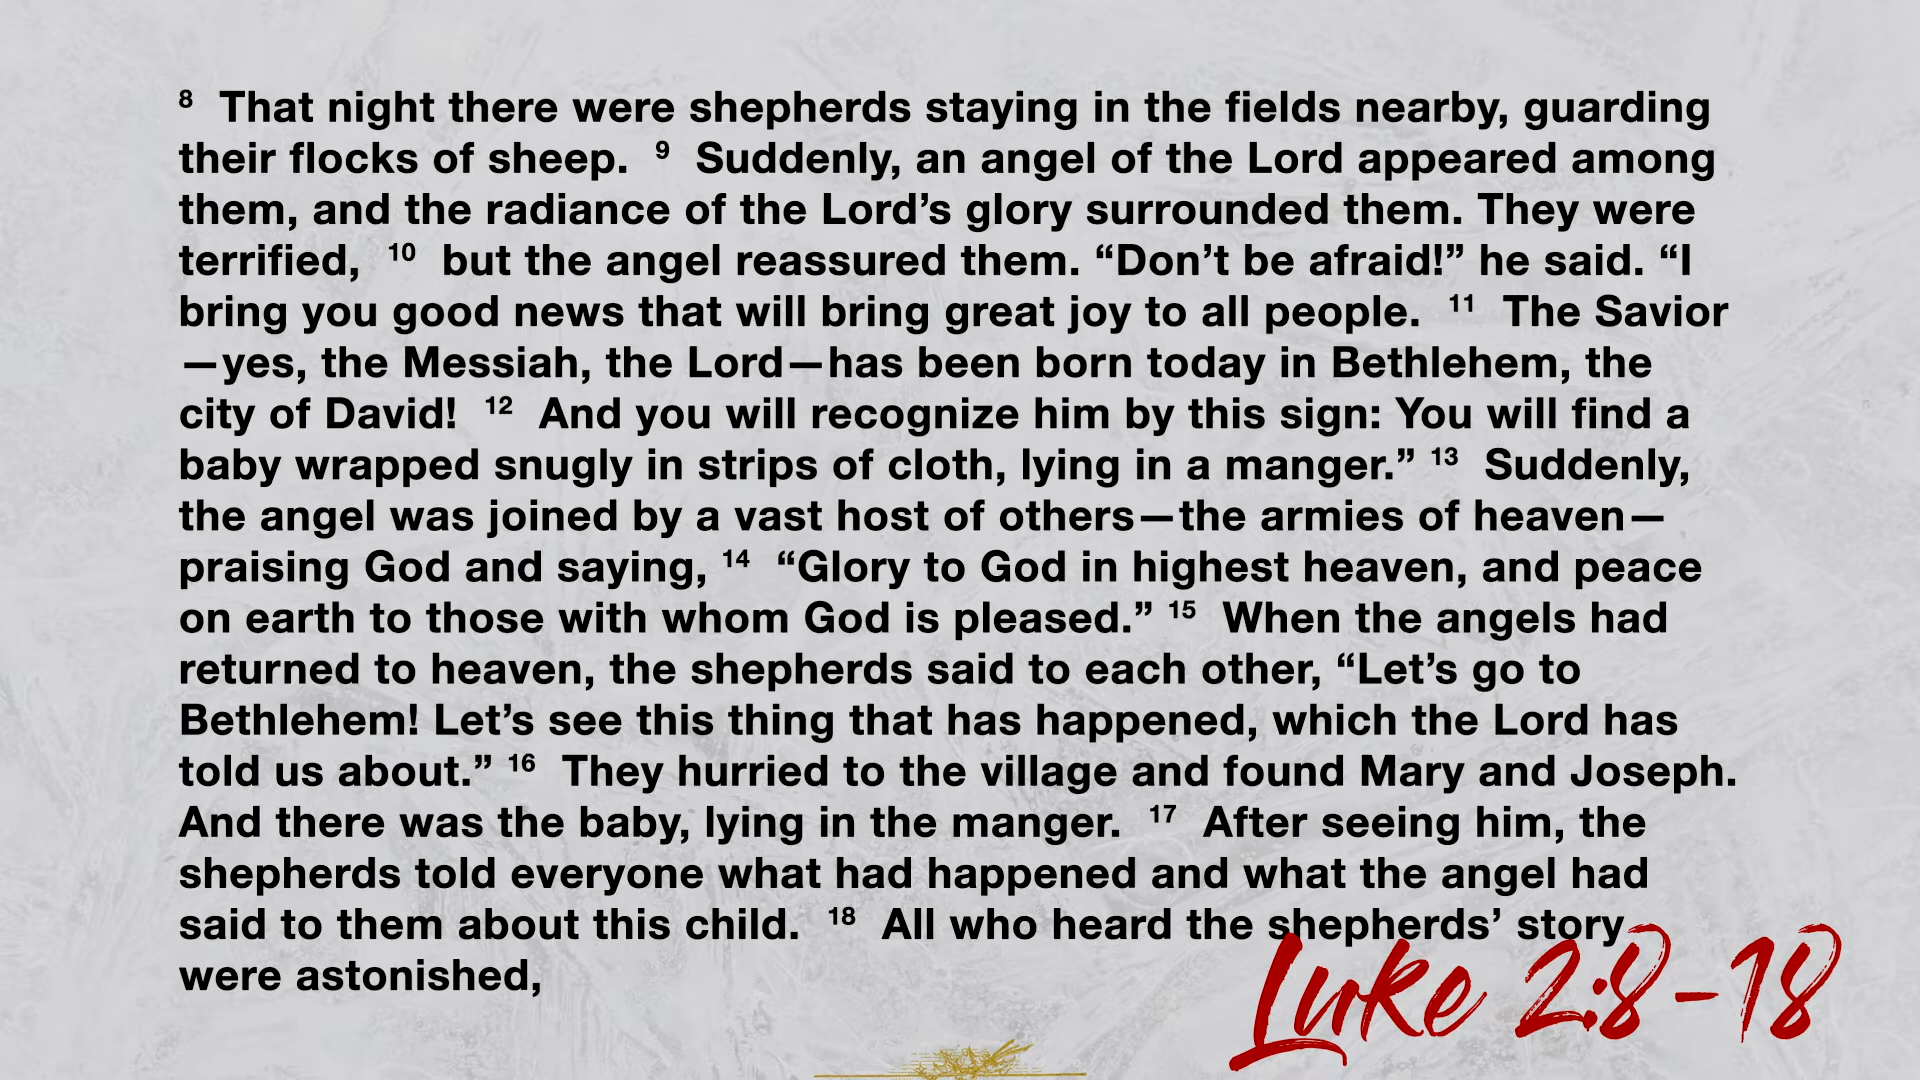 8 That night there were shepherds staying in the fields nearby, guarding
their flocks of sheep. 9 Suddenly, an angel of the Lord appeared among
them, and the radiance of the Lord’s glory surrounded them. They were
terrified, 10 but the angel reassured them. “Don’t be afraid!” he said. “I
bring you good news that will bring great joy to all people. 11 The Savior
—yes, the Messiah, the Lord—has been born today in Bethlehem, the
city of David! 12 And you will recognize him by this sign: You will find a
baby wrapped snugly in strips of cloth, lying in a manger.” 13 Suddenly,
the angel was joined by a vast host of others—the armies of heaven—
praising God and saying, 14 “Glory to God in highest heaven, and peace
on earth to those with whom God is pleased.” 15 When the angels had
returned to heaven, the shepherds said to each other, “Let’s go to
Bethlehem! Let’s see this thing that has happened, which the Lord has
told us about.” 16 They hurried to the village and found Mary and Joseph.
And there was the baby, lying in the manger. 17 After seeing him, the
shepherds told everyone what had happened and what the angel had
said to them about this child. 18 All who heard the shepherds’ story
were astonished,
Luke 2:8-18